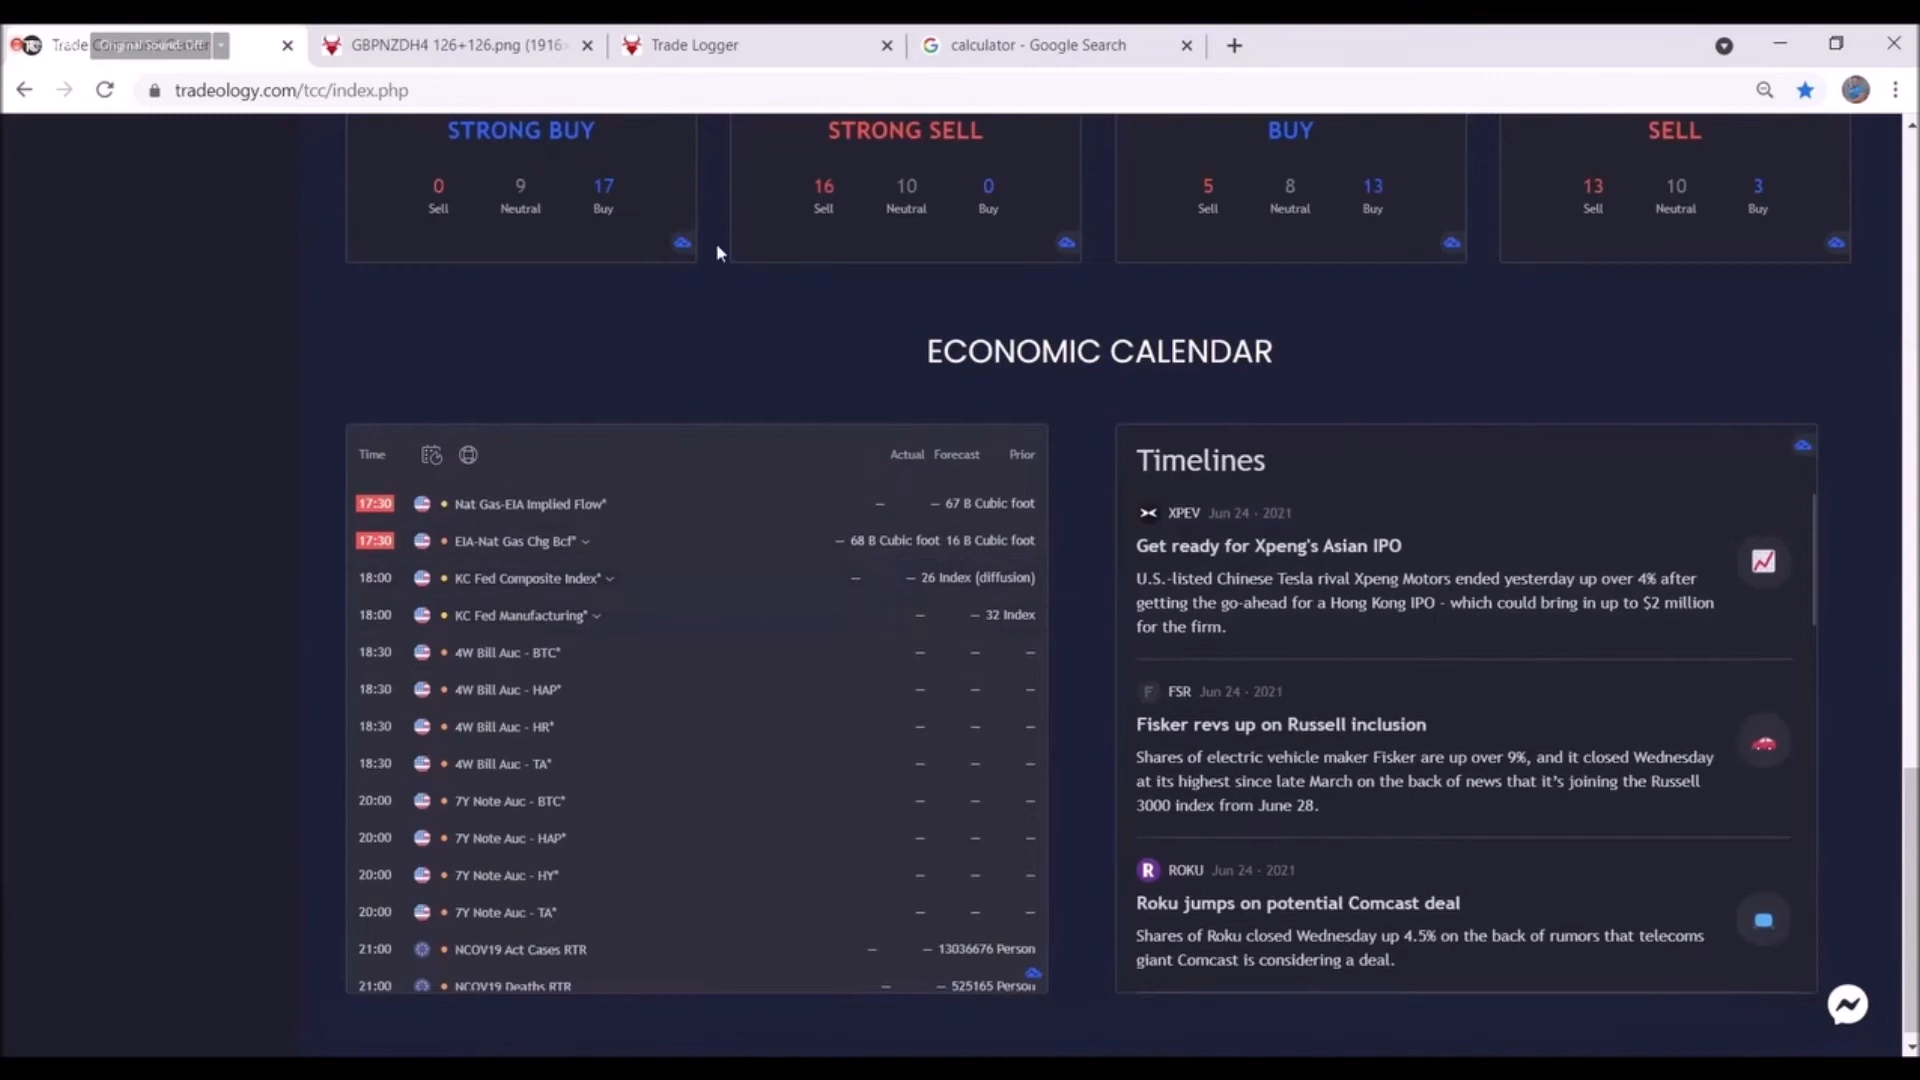 Trade
Original Sound: Off
GBPNZDH4 126+126.png (1916
Trade Logger
calculator - Google Search
tradeology.com/tcc/index.php
STRONG BUY
0 9 17
Sell Neutral Buy
STRONG SELL
16 10 0
Sell Neutral Buy
BUY
5 8 13
Sell Neutral Buy
SELL
13 10 3
Sell Neutral Buy
ECONOMIC CALENDAR
Time Actual Forecast Prior
17:30 Nat Gas-EIA Implied Flow* — — 67 B Cubic foot
17:30 EIA-Nat Gas Chg Bcf* — 68 B Cubic foot 16 B Cubic foot
18:00 KC Fed Composite Index* — — 26 Index (diffusion)
18:00 KC Fed Manufacturing* — — 32 Index
18:30 4W Bill Auc - BTC* — — —
18:30 4W Bill Auc - HAP* — — —
18:30 4W Bill Auc - HR* — — —
18:30 4W Bill Auc - TA* — — —
20:00 7Y Note Auc - BTC* — — —
20:00 7Y Note Auc - HAP* — — —
20:00 7Y Note Auc - HY* — — —
20:00 7Y Note Auc - TA* — — —
21:00 NCOV19 Act Cases RTR — — 13036676 Person
21:00 NCOV19 Deaths RTR — — 525165 Person
Timelines
XPEV Jun 24 - 2021
Get ready for Xpeng's Asian IPO
U.S.-listed Chinese Tesla rival Xpeng Motors ended yesterday up over 4% after
getting the go-ahead for a Hong Kong IPO - which could bring in up to $2 million
for the firm.
F FSR Jun 24 - 2021
Fisker revs up on Russell inclusion
Shares of electric vehicle maker Fisker are up over 9%, and it closed Wednesday
at its highest since late March on the back of news that it's joining the Russell
3000 index from June 28.
R ROKU Jun 24 - 2021
Roku jumps on potential Comcast deal
Shares of Roku closed Wednesday up 4.5% on the back of rumors that telecoms
giant Comcast is considering a deal.